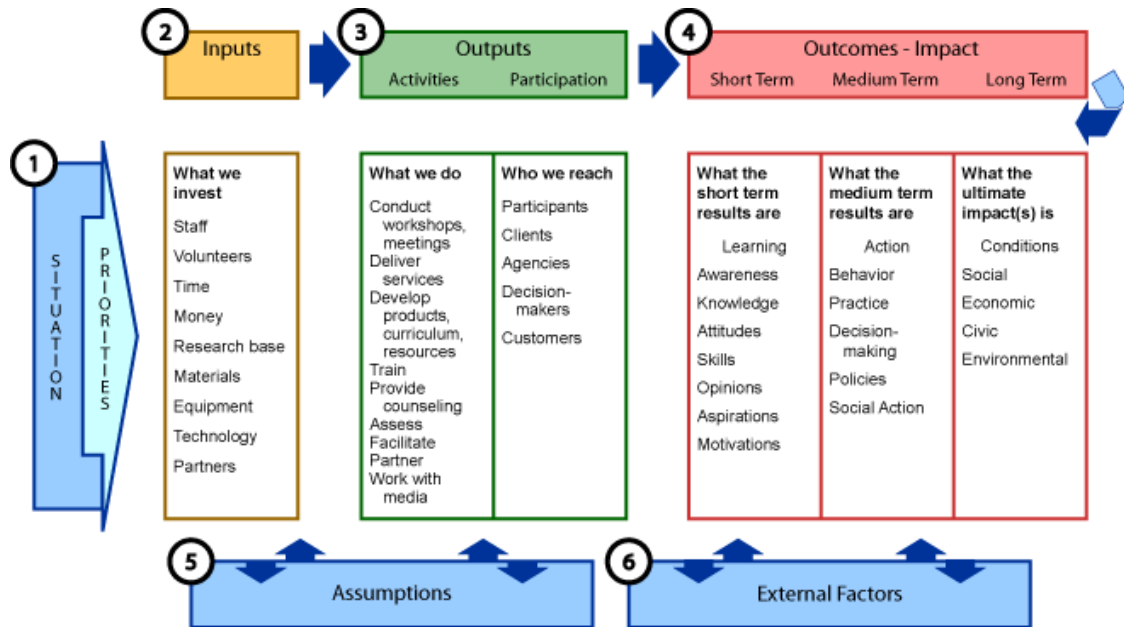 2
Inputs
3
Outputs
Activities
Participation
4
Outcomes - Impact
Short Term
Medium Term
Long Term
1
SITUATION
PRIORITIES
What we
invest
Staff
Volunteers
Time
Money
Research base
Materials
Equipment
Technology
Partners
What we do
Conduct
workshops,
meetings
Deliver
services
Develop
products,
curriculum,
resources
Train
Provide
counseling
Assess
Facilitate
Partner
Work with
media
Who we reach
Participants
Clients
Agencies
Decision-
makers
Customers
What the
short term
results are
Learning
Awareness
Knowledge
Attitudes
Skills
Opinions
Aspirations
Motivations
What the
medium term
results are
Action
Behavior
Practice
Decision-
making
Policies
Social Action
What the
ultimate
impact(s) is
Conditions
Social
Economic
Civic
Environmental
5
Assumptions
6
External Factors